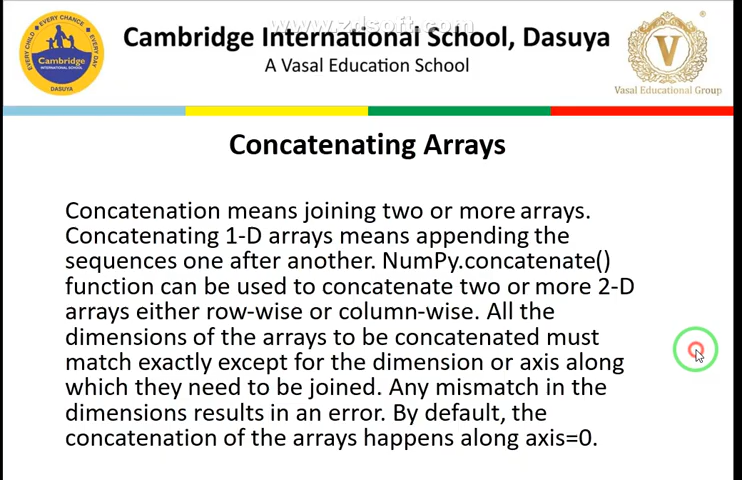 www.zdsoft.com
Cambridge International School, Dasuya
A Vasal Education School
EVERY CHILD • EVERY CHANCE • EVERY DAY
Cambridge
INTERNATIONAL SCHOOL
DASUYA
V
®
Vasal Educational Group
Concatenating Arrays
Concatenation means joining two or more arrays.
Concatenating 1-D arrays means appending the
sequences one after another. NumPy.concatenate()
function can be used to concatenate two or more 2-D
arrays either row-wise or column-wise. All the
dimensions of the arrays to be concatenated must
match exactly except for the dimension or axis along
which they need to be joined. Any mismatch in the
dimensions results in an error. By default, the
concatenation of the arrays happens along axis=0.